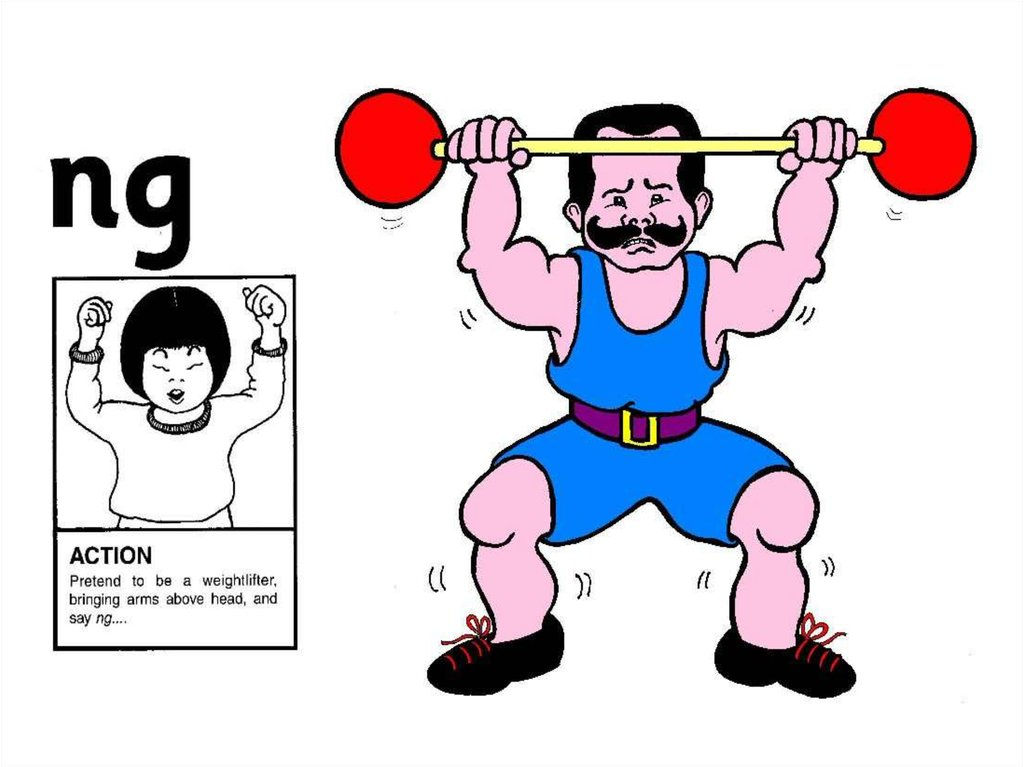 ng
ACTION
Pretend to be a weightlifter,
bringing arms above head, and
say ng....